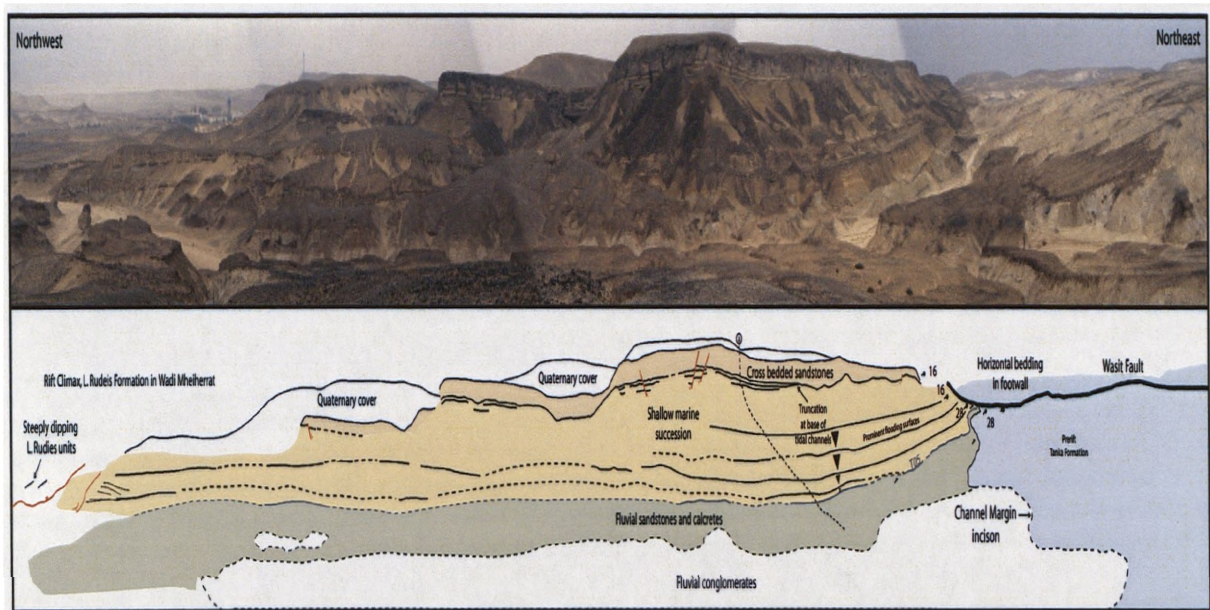 Northwest
Northeast
Rift Climax, L. Rudeis Formation in Wadi Mheiherrat
Steeply dipping
L. Rudies units
Quaternary cover
Quaternary cover
Cross bedded sandstones
16
16
28
28
Horizontal bedding
in footwall
Wasit Fault
Shallow marine
succession
Truncation
at base of
tidal channels
Prominent flooding surfaces
Prerift
Tanka Formation
Fluvial sandstones and calcretes
Channel Margin
incision
Fluvial conglomerates